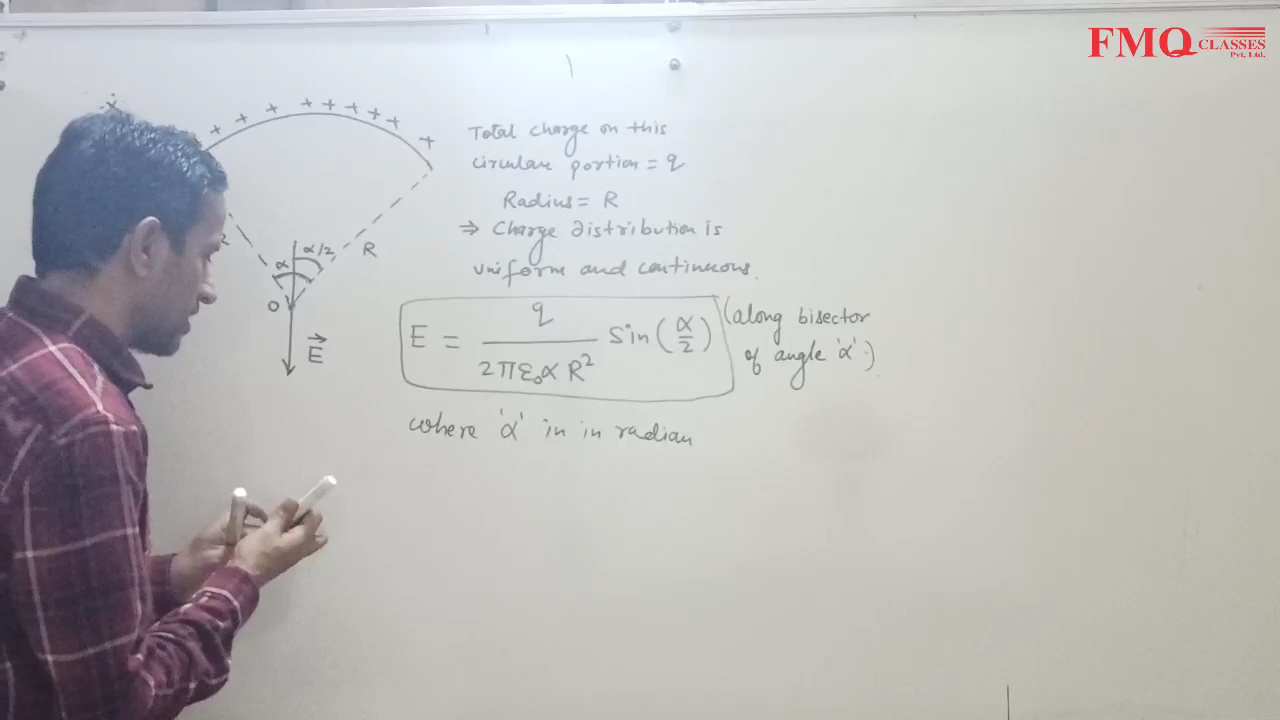 FMQ
CLASSES
Pvt. Ltd.
Total charge on this
circular portion = q
Radius = R
⇒ Charge distribution is
uniform and continuous.
E = q / 2πε₀αR² Sin(α/2) (along bisector
of angle 'α'.)
where 'α' in in radian
α/2
α
R
O
E⃗